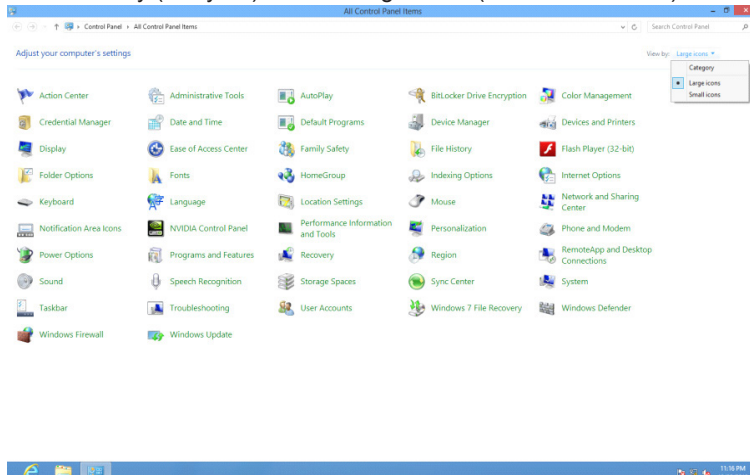 All Control Panel Items
Control Panel
All Control Panel Items
Search Control Panel
Adjust your computer's settings
View by: Large icons
Category
Large icons
Small icons
Action Center
Administrative Tools
AutoPlay
BitLocker Drive Encryption
Color Management
Credential Manager
Date and Time
Default Programs
Device Manager
Devices and Printers
Display
Ease of Access Center
Family Safety
File History
Flash Player (32-bit)
Folder Options
Fonts
HomeGroup
Indexing Options
Internet Options
Keyboard
Language
Location Settings
Mouse
Network and Sharing
Center
Notification Area Icons
NVIDIA Control Panel
Performance Information
and Tools
Personalization
Phone and Modem
Power Options
Programs and Features
Recovery
Region
RemoteApp and Desktop
Connections
Sound
Speech Recognition
Storage Spaces
Sync Center
System
Taskbar
Troubleshooting
User Accounts
Windows 7 File Recovery
Windows Defender
Windows Firewall
Windows Update
11:16 PM